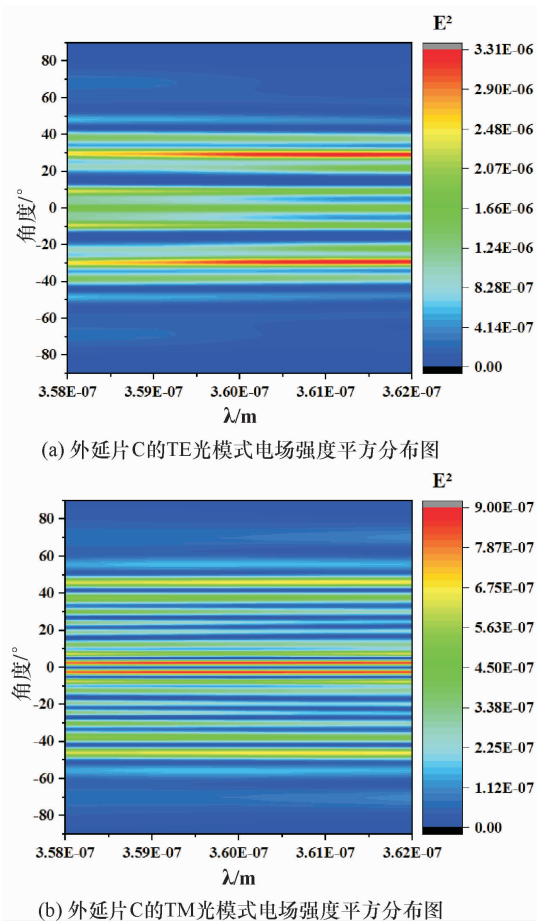 E²
3.31E-06
2.90E-06
2.48E-06
2.07E-06
1.66E-06
1.24E-06
8.28E-07
4.14E-07
0.00
80
60
40
20
0
-20
-40
-60
-80
角度/°
3.58E-07 3.59E-07 3.60E-07 3.61E-07 3.62E-07
λ/m
(a) 外延片C的TE光模式电场强度平方分布图
E²
9.00E-07
7.87E-07
6.75E-07
5.63E-07
4.50E-07
3.38E-07
2.25E-07
1.12E-07
0.00
80
60
40
20
0
-20
-40
-60
-80
角度/°
3.58E-07 3.59E-07 3.60E-07 3.61E-07 3.62E-07
λ/m
(b) 外延片C的TM光模式电场强度平方分布图